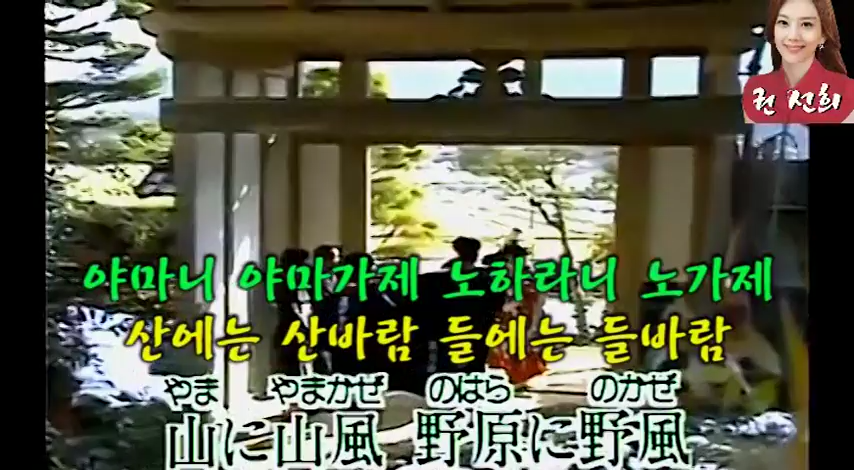 권 선희
야마니 야마가제 노하라니 노가제
산에는 산바람 들에는 들바람
やま やまかぜ のはら のかぜ
山に山風 野原に野風